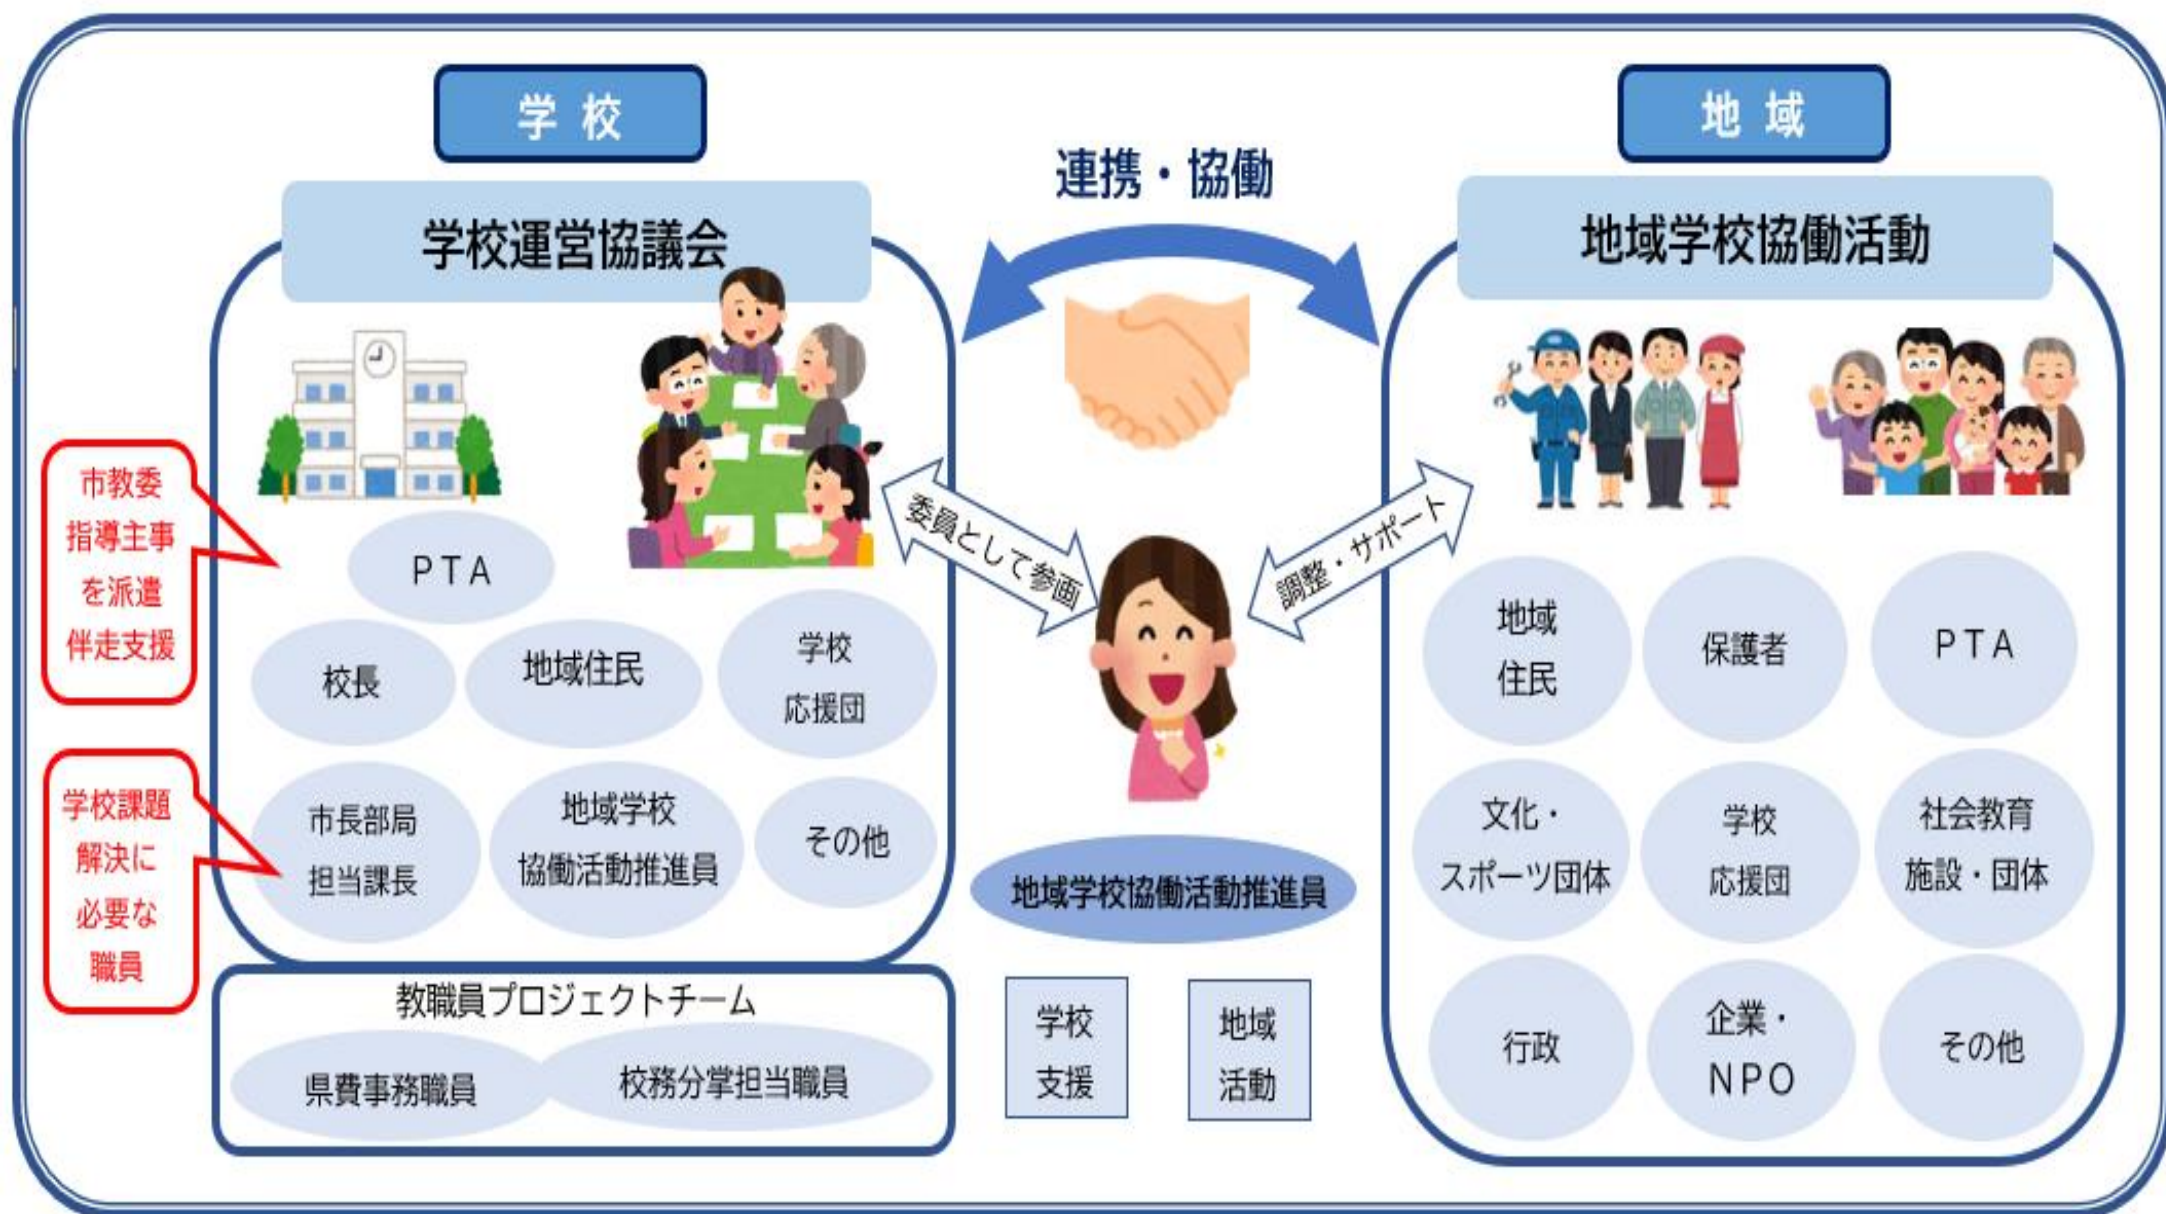 学校
学校運営協議会
市教委
指導主事
を派遣
伴走支援
PTA
校長
地域住民
学校
応援団
学校課題
解決に
必要な
職員
市長部局
担当課長
地域学校
協働活動推進員
その他
教職員プロジェクトチーム
県費事務職員
校務分掌担当職員
連携・協働
委員として参画
調整・サポート
地域学校協働活動推進員
学校
支援
地域
活動
地域
地域学校協働活動
地域
住民
保護者
PTA
文化・
スポーツ団体
学校
応援団
社会教育
施設・団体
行政
企業・
NPO
その他